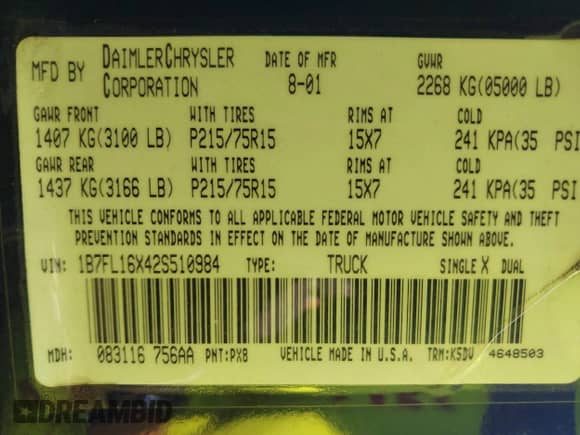 MFD BY DAIMLERCHRYSLER CORPORATION
DATE OF MFR 8-01
GVWR 2268 KG(05000 LB)
GAWR FRONT WITH TIRES RIMS AT COLD
1407 KG(3100 LB) P215/75R15 15X7 241 KPA(35 PSI
GAWR REAR WITH TIRES RIMS AT COLD
1437 KG(3166 LB) P215/75R15 15X7 241 KPA(35 PSI
THIS VEHICLE CONFORMS TO ALL APPLICABLE FEDERAL MOTOR VEHICLE SAFETY AND THEFT
PREVENTION STANDARDS IN EFFECT ON THE DATE OF MANUFACTURE SHOWN ABOVE.
VIN: 1B7FL16X42S510984 TYPE: TRUCK SINGLE X DUAL
MDH: 083116 756AA PNT:PX8 VEHICLE MADE IN U.S.A. TRM:K5DV 4648503
DREAMBID